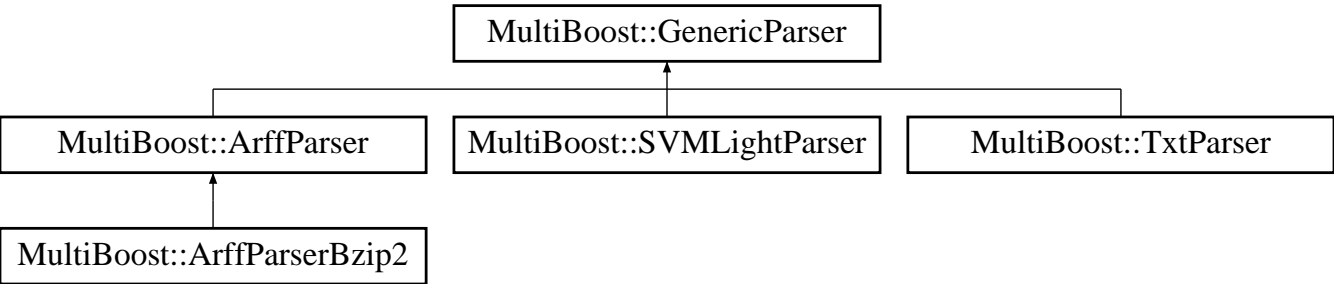 MultiBoost::GenericParser
MultiBoost::ArffParser
MultiBoost::SVMLightParser
MultiBoost::TxtParser
MultiBoost::ArffParserBzip2